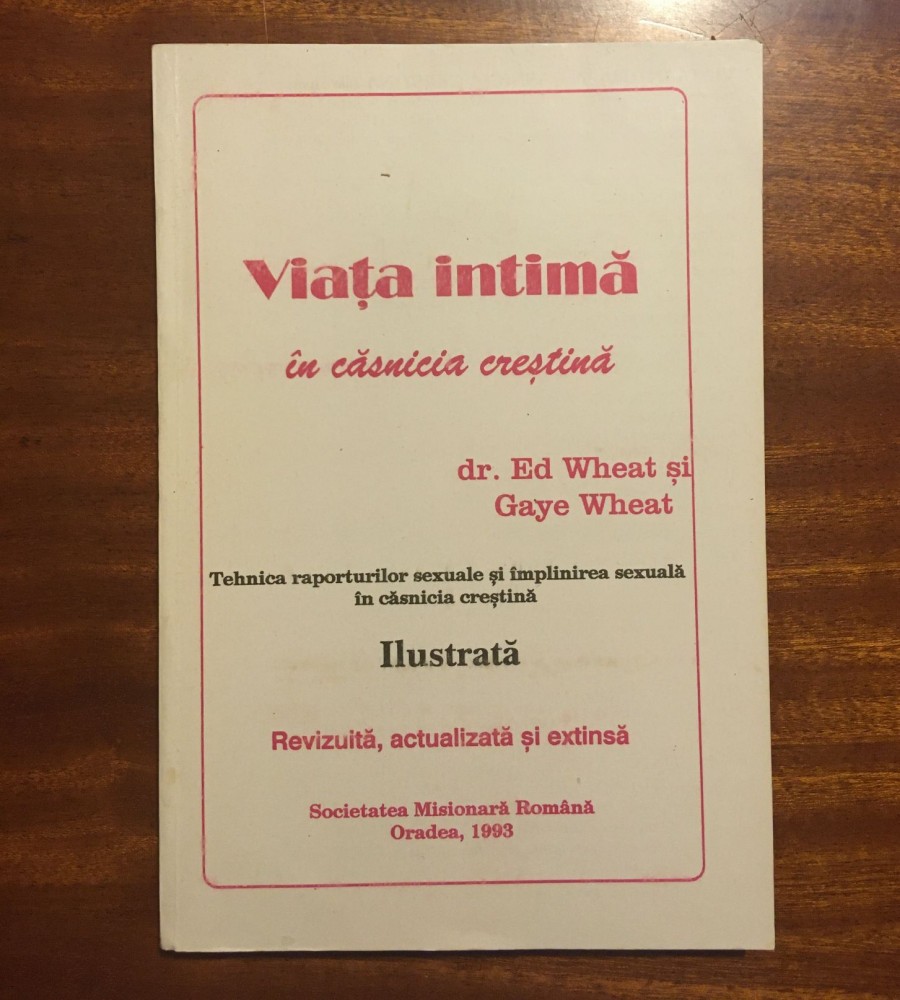 Viața intimă
în căsnicia creștină
dr. Ed Wheat și
Gaye Wheat
Tehnica raporturilor sexuale și împlinirea sexuală
în căsnicia creștină
Ilustrată
Revizuită, actualizată și extinsă
Societatea Misionară Română
Oradea, 1993